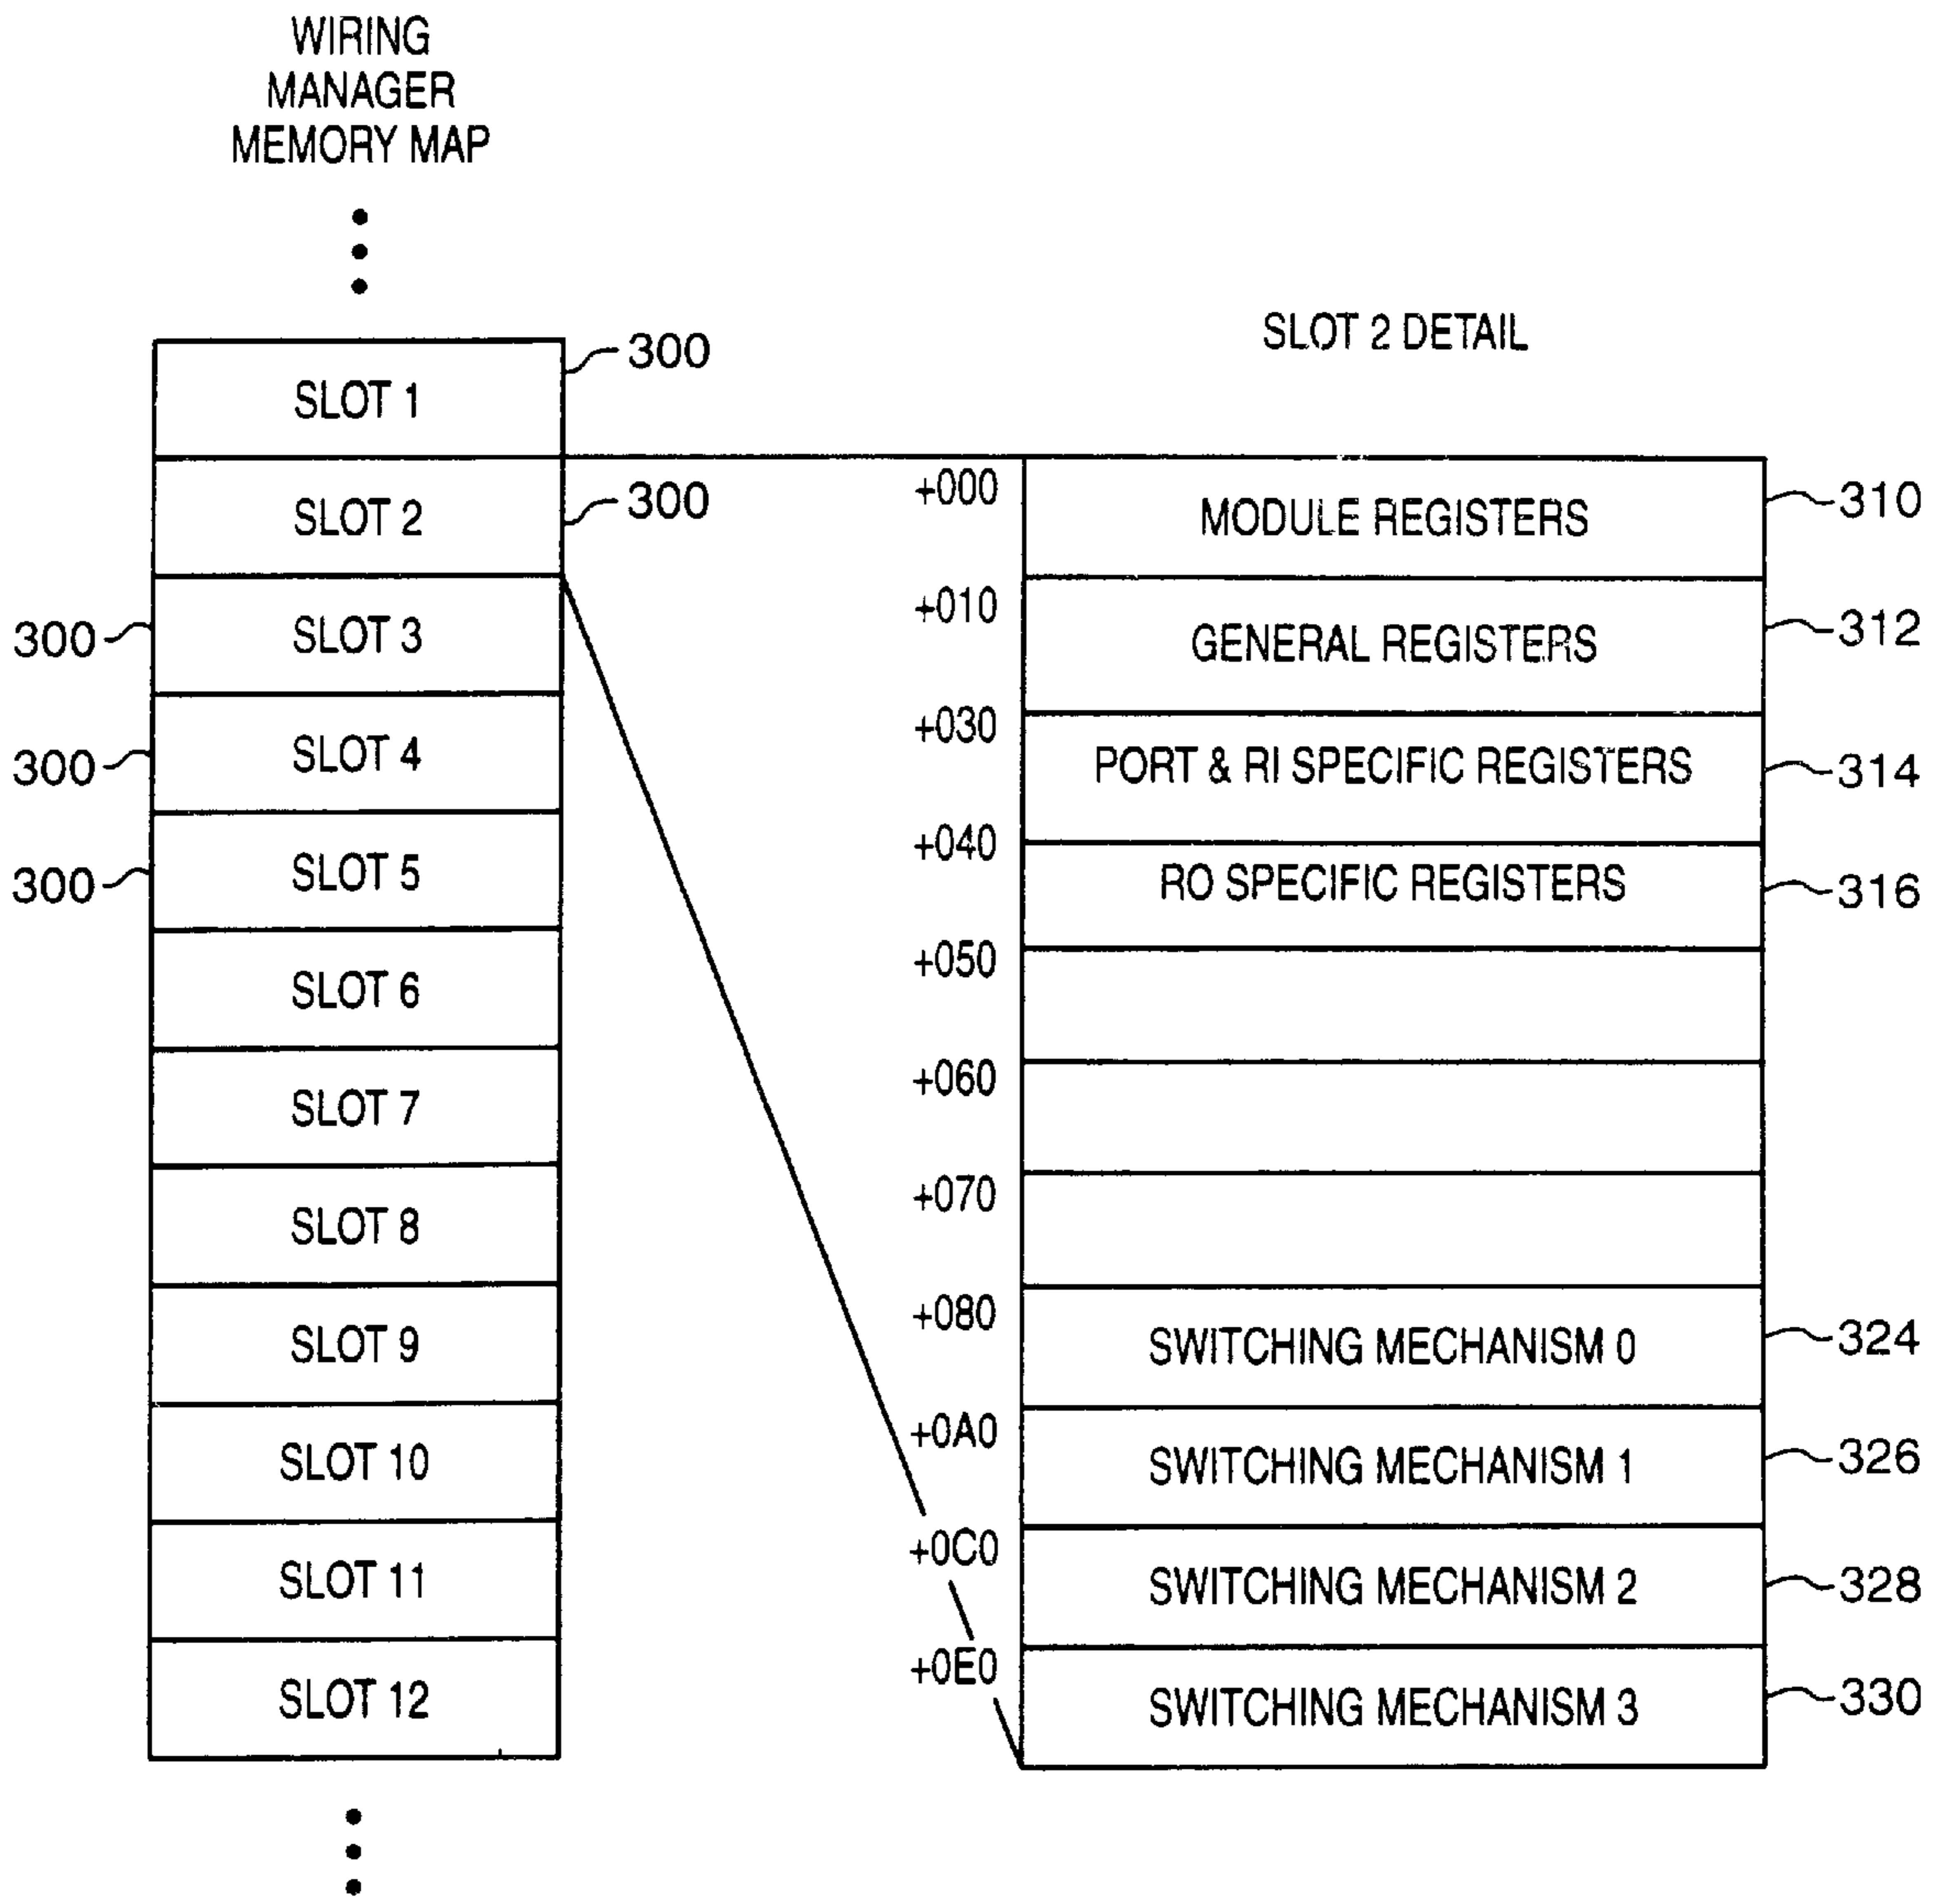 WIRING
MANAGER
MEMORY MAP
SLOT 1
300
SLOT 2
300
300
SLOT 3
300
SLOT 4
300
SLOT 5
SLOT 6
SLOT 7
SLOT 8
SLOT 9
SLOT 10
SLOT 11
SLOT 12
SLOT 2 DETAIL
+000
MODULE REGISTERS
310
+010
GENERAL REGISTERS
312
+030
PORT & RI SPECIFIC REGISTERS
314
+040
RO SPECIFIC REGISTERS
316
+050
+060
+070
+080
SWITCHING MECHANISM 0
324
+0A0
SWITCHING MECHANISM 1
326
+0C0
SWITCHING MECHANISM 2
328
+0E0
SWITCHING MECHANISM 3
330